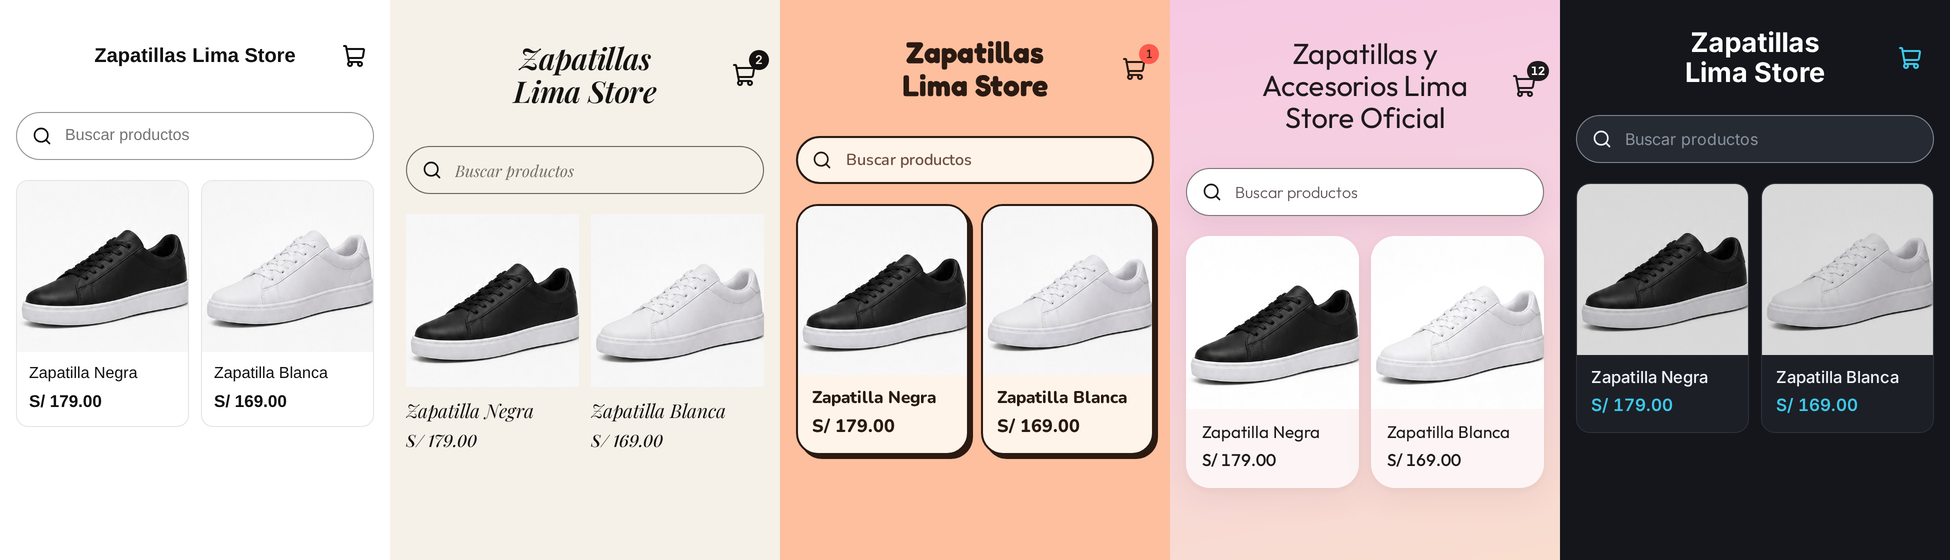 Zapatillas Lima Store
Buscar productos
Zapatilla Negra
S/ 179.00
Zapatilla Blanca
S/ 169.00
Zapatillas
Lima Store
2
Buscar productos
Zapatilla Negra
S/ 179.00
Zapatilla Blanca
S/ 169.00
Zapatillas
Lima Store
1
Buscar productos
Zapatilla Negra
S/ 179.00
Zapatilla Blanca
S/ 169.00
Zapatillas y
Accesorios Lima
Store Oficial
12
Buscar productos
Zapatilla Negra
S/ 179.00
Zapatilla Blanca
S/ 169.00
Zapatillas
Lima Store
Buscar productos
Zapatilla Negra
S/ 179.00
Zapatilla Blanca
S/ 169.00